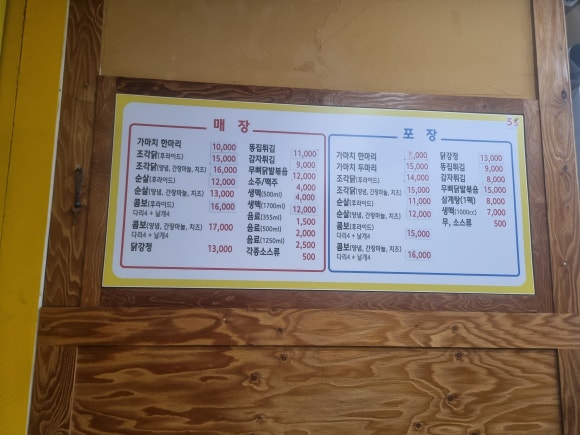 매 장
가마치 한마리 10,000
조각닭(후라이드) 15,000
조각닭(양념, 간장마늘, 치즈) 16,000
순살(후라이드) 12,000
순살(양념, 간장마늘, 치즈) 13,000
콤보(후라이드) 16,000
다리4 + 날개4
콤보(양념, 간장마늘, 치즈) 17,000
다리4 + 날개4
닭강정 13,000
똥집튀김 11,000
감자튀김 9,000
무뼈닭발볶음 12,000
소주/맥주 4,000
생맥(500ml) 4,000
생맥(1700ml) 12,000
음료(355ml) 1,500
음료(500ml) 2,000
음료(1250ml) 2,500
각종소스류 500
포 장
가마치 한마리 ,000
가마치 두마리 15,000
조각닭(후라이드) 14,000
조각닭(양념, 간장마늘, 치즈) 15,000
순살(후라이드) 11,000
순살(양념, 간장마늘, 치즈) 12,000
콤보(후라이드)
다리4 + 날개4 15,000
콤보(양념, 간장마늘, 치즈)
다리4 + 날개4 16,000
닭강정 13,000
똥집튀김 9,000
감자튀김 8,000
무뼈닭발볶음 15,000
삼계탕(1팩) 8,000
생맥(1000cc) 7,000
무, 소스류 500